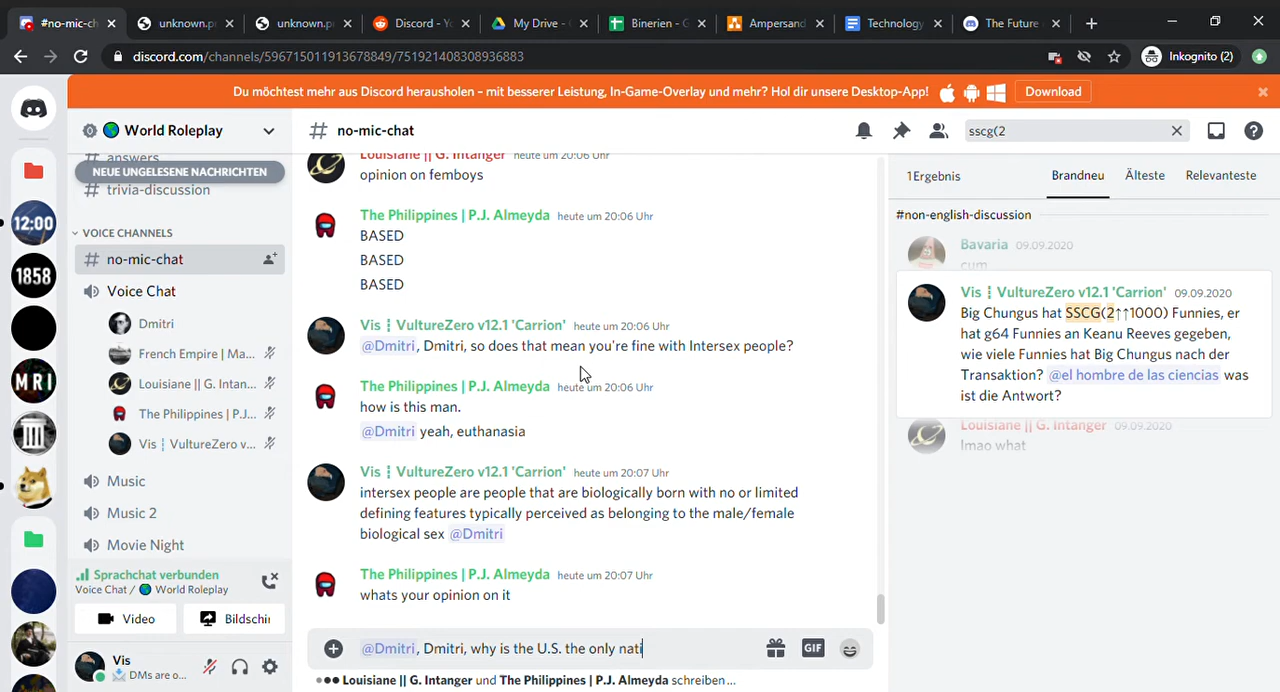 #no-mic-ch
unknown.p
unknown.p
Discord - Yo
My Drive -
Binerien - G
Ampersand
Technology
The Future
discord.com/channels/596715011913678849/751921408308936883
Inkognito (2)
Du möchtest mehr aus Discord herausholen – mit besserer Leistung, In-Game-Overlay und mehr? Hol dir unsere Desktop-App!
Download
World Roleplay
# answers
NEUE UNGELESENE NACHRICHTEN
# trivia-discussion
VOICE CHANNELS
# no-mic-chat
Voice Chat
Dmitri
French Empire | Ma...
Louisiane || G. Intan...
The Philippines | P.J...
Vis ┇ VultureZero v...
Music
Music 2
Movie Night
Sprachchat verbunden
Voice Chat / World Roleplay
Video
Bildschir
Vis
DMs are o...
12:00
1858
MRI
# no-mic-chat
Louisiane || G. Intanger heute um 20:06 Uhr
opinion on femboys
The Philippines | P.J. Almeyda heute um 20:06 Uhr
BASED
BASED
BASED
Vis ┇ VultureZero v12.1 'Carrion' heute um 20:06 Uhr
@Dmitri, Dmitri, so does that mean you're fine with Intersex people?
The Philippines | P.J. Almeyda heute um 20:06 Uhr
how is this man.
@Dmitri yeah, euthanasia
Vis ┇ VultureZero v12.1 'Carrion' heute um 20:07 Uhr
intersex people are people that are biologically born with no or limited
defining features typically perceived as belonging to the male/female
biological sex @Dmitri
The Philippines | P.J. Almeyda heute um 20:07 Uhr
whats your opinion on it
@Dmitri, Dmitri, why is the U.S. the only nati
GIF
Louisiane || G. Intanger und The Philippines | P.J. Almeyda schreiben ...
sscg(2
1 Ergebnis
Brandneu
Älteste
Relevanteste
#non-english-discussion
Bavaria 09.09.2020
cum
Vis ┇ VultureZero v12.1 'Carrion' 09.09.2020
Big Chungus hat SSCG(2↑↑1000) Funnies, er
hat g64 Funnies an Keanu Reeves gegeben,
wie viele Funnies hat Big Chungus nach der
Transaktion? @el hombre de las ciencias was
ist die Antwort?
Louisiane || G. Intanger 09.09.2020
lmao what